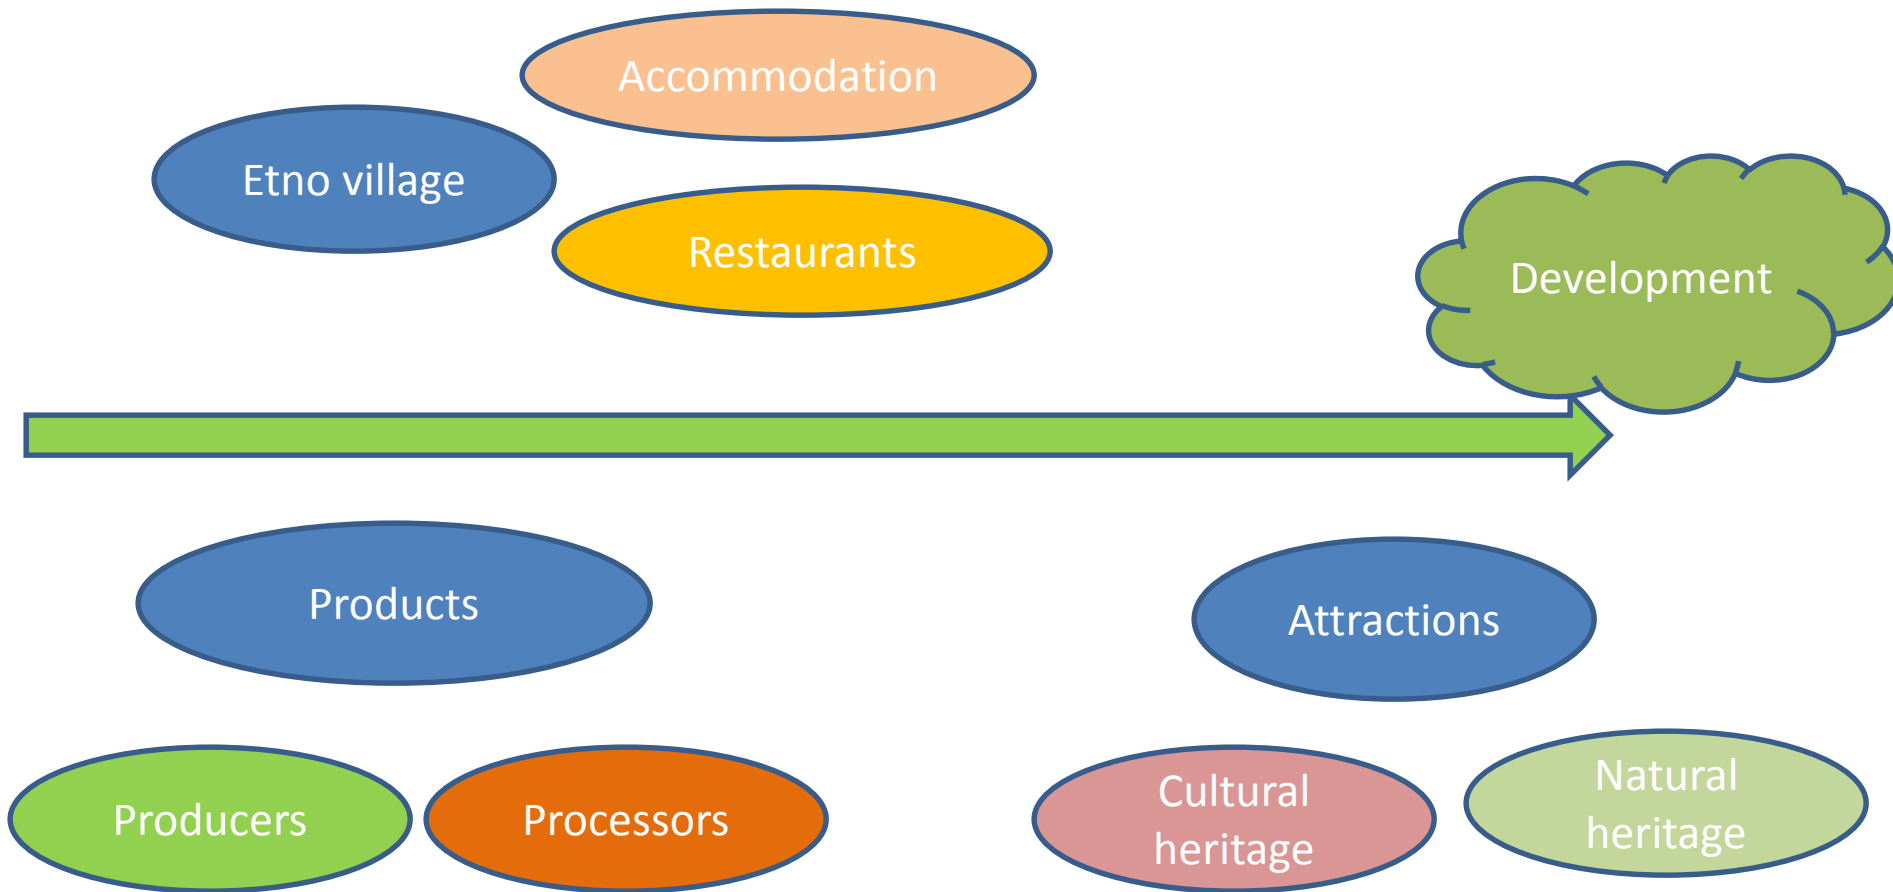 Accommodation
Etno village
Restaurants
Development
Products
Attractions
Producers
Processors
Cultural
heritage
Natural
heritage